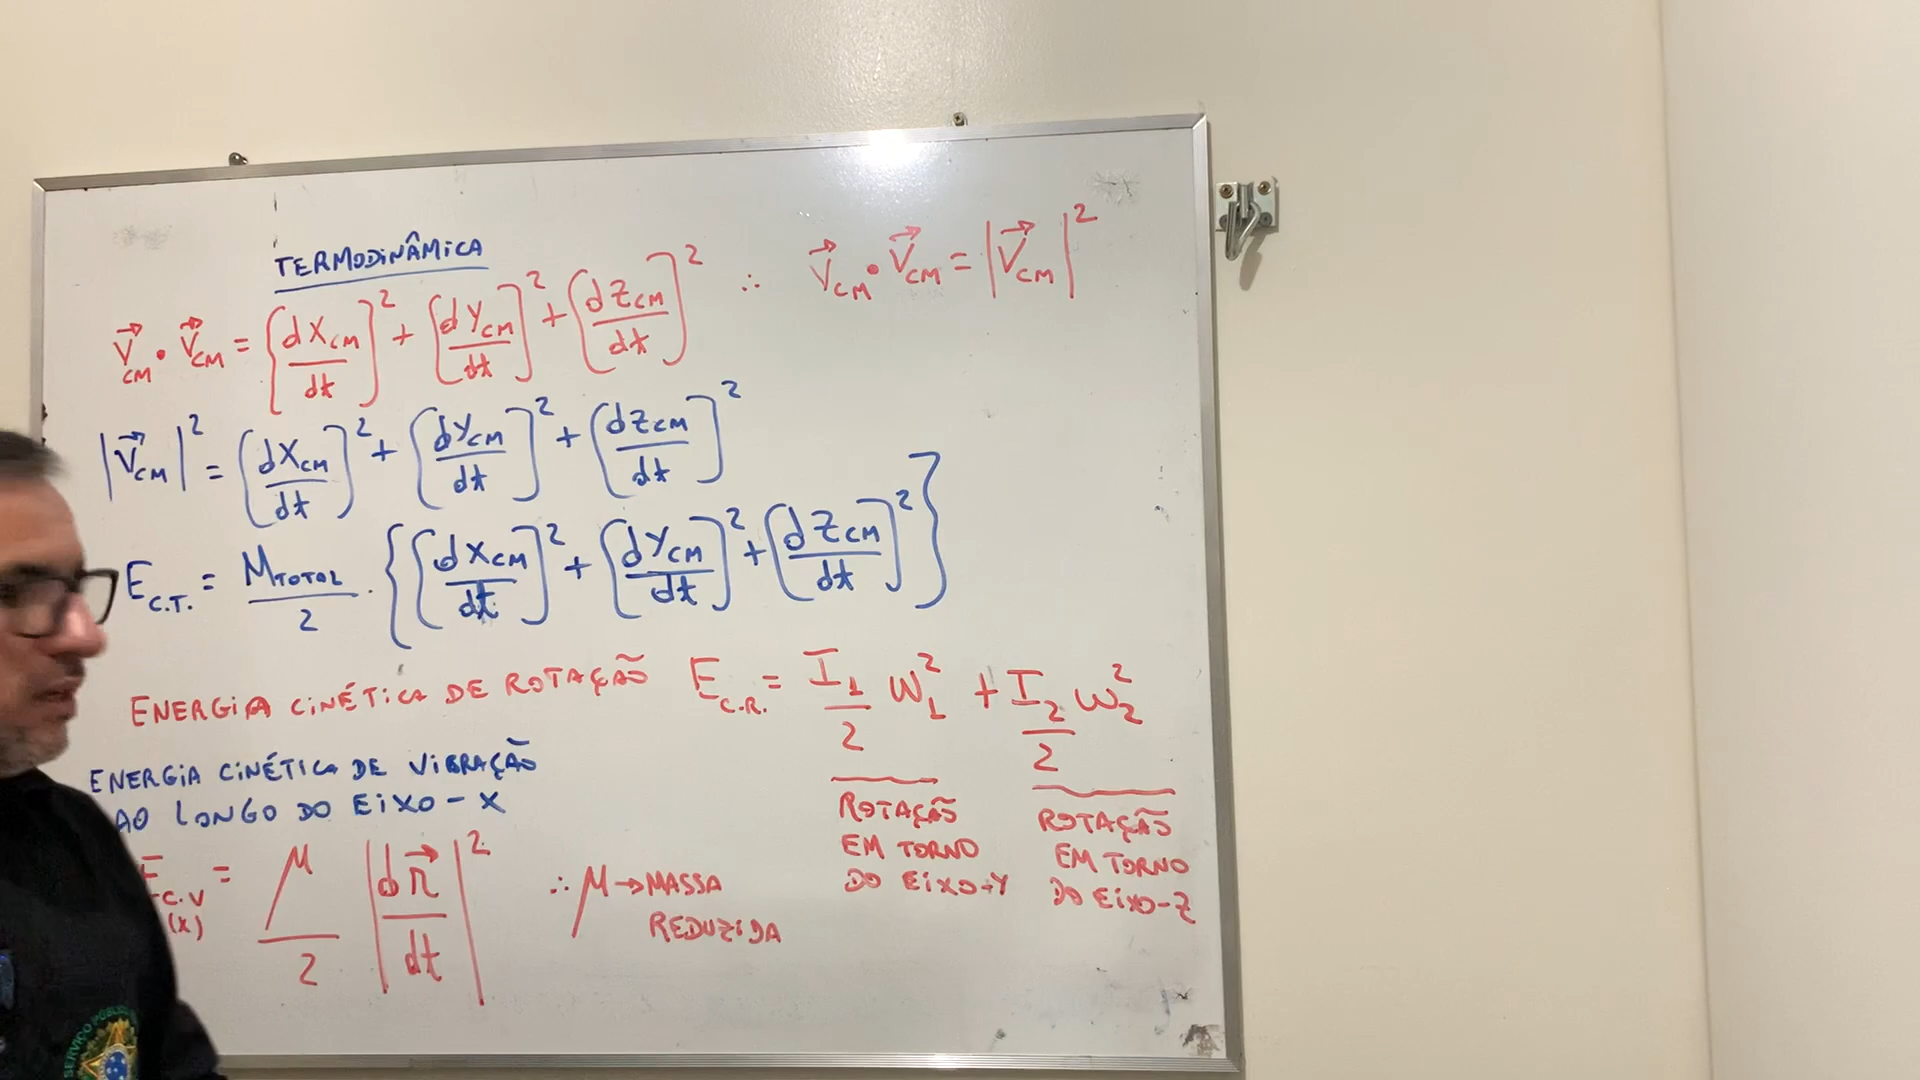 TERMODINÂMICA
V⃗CM · V⃗CM = [dXCM/dt]² + [dYCM/dt]² + [dZCM/dt]² ∴ V⃗CM · V⃗CM = |V⃗CM|²
|V⃗CM|² = [dXCM/dt]² + [dYCM/dt]² + [dZCM/dt]²
EC.T. = MTOTAL/2 · {[dXCM/dt]² + [dYCM/dt]² + [dZCM/dt]²}
ENERGIA CINÉTICA DE ROTAÇÃO EC.R. = I1/2 ω1² + I2/2 ω2²
ROTAÇÃO
EM TORNO
DO EIXO-Y
ROTAÇÃO
EM TORNO
DO EIXO-Z
ENERGIA CINÉTICA DE VIBRAÇÃO
AO LONGO DO EIXO-X
EC.V(X) = μ/2 |dr⃗/dt|² ∴ μ → MASSA
REDUZIDA